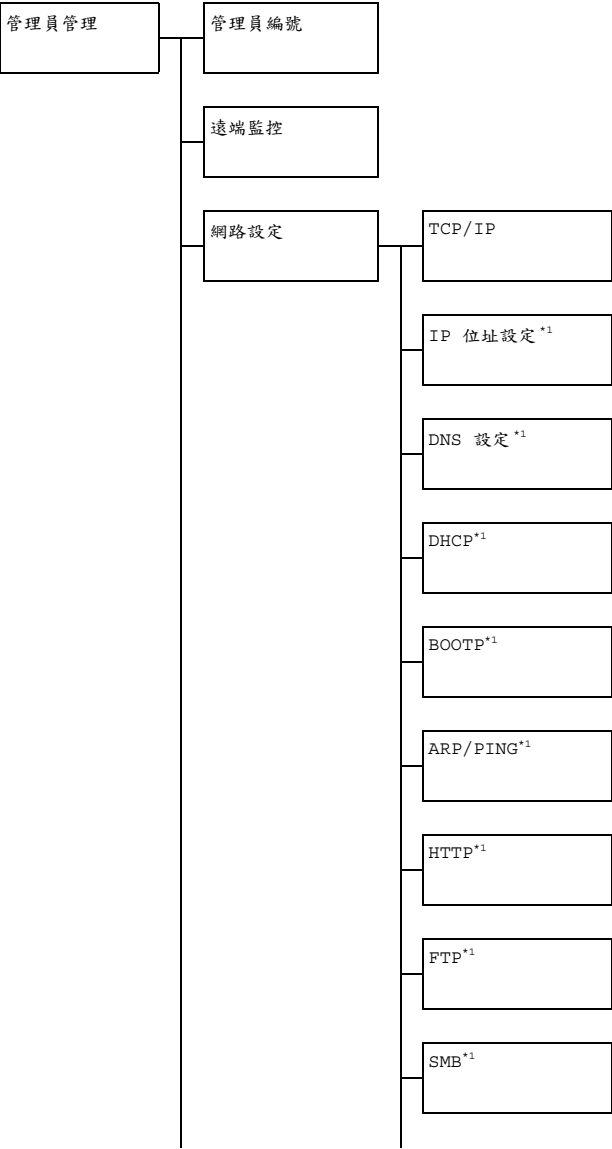 管理員管理
管理員編號
遠端監控
網路設定
TCP/IP
IP 位址設定*1
DNS 設定*1
DHCP*1
BOOTP*1
ARP/PING*1
HTTP*1
FTP*1
SMB*1